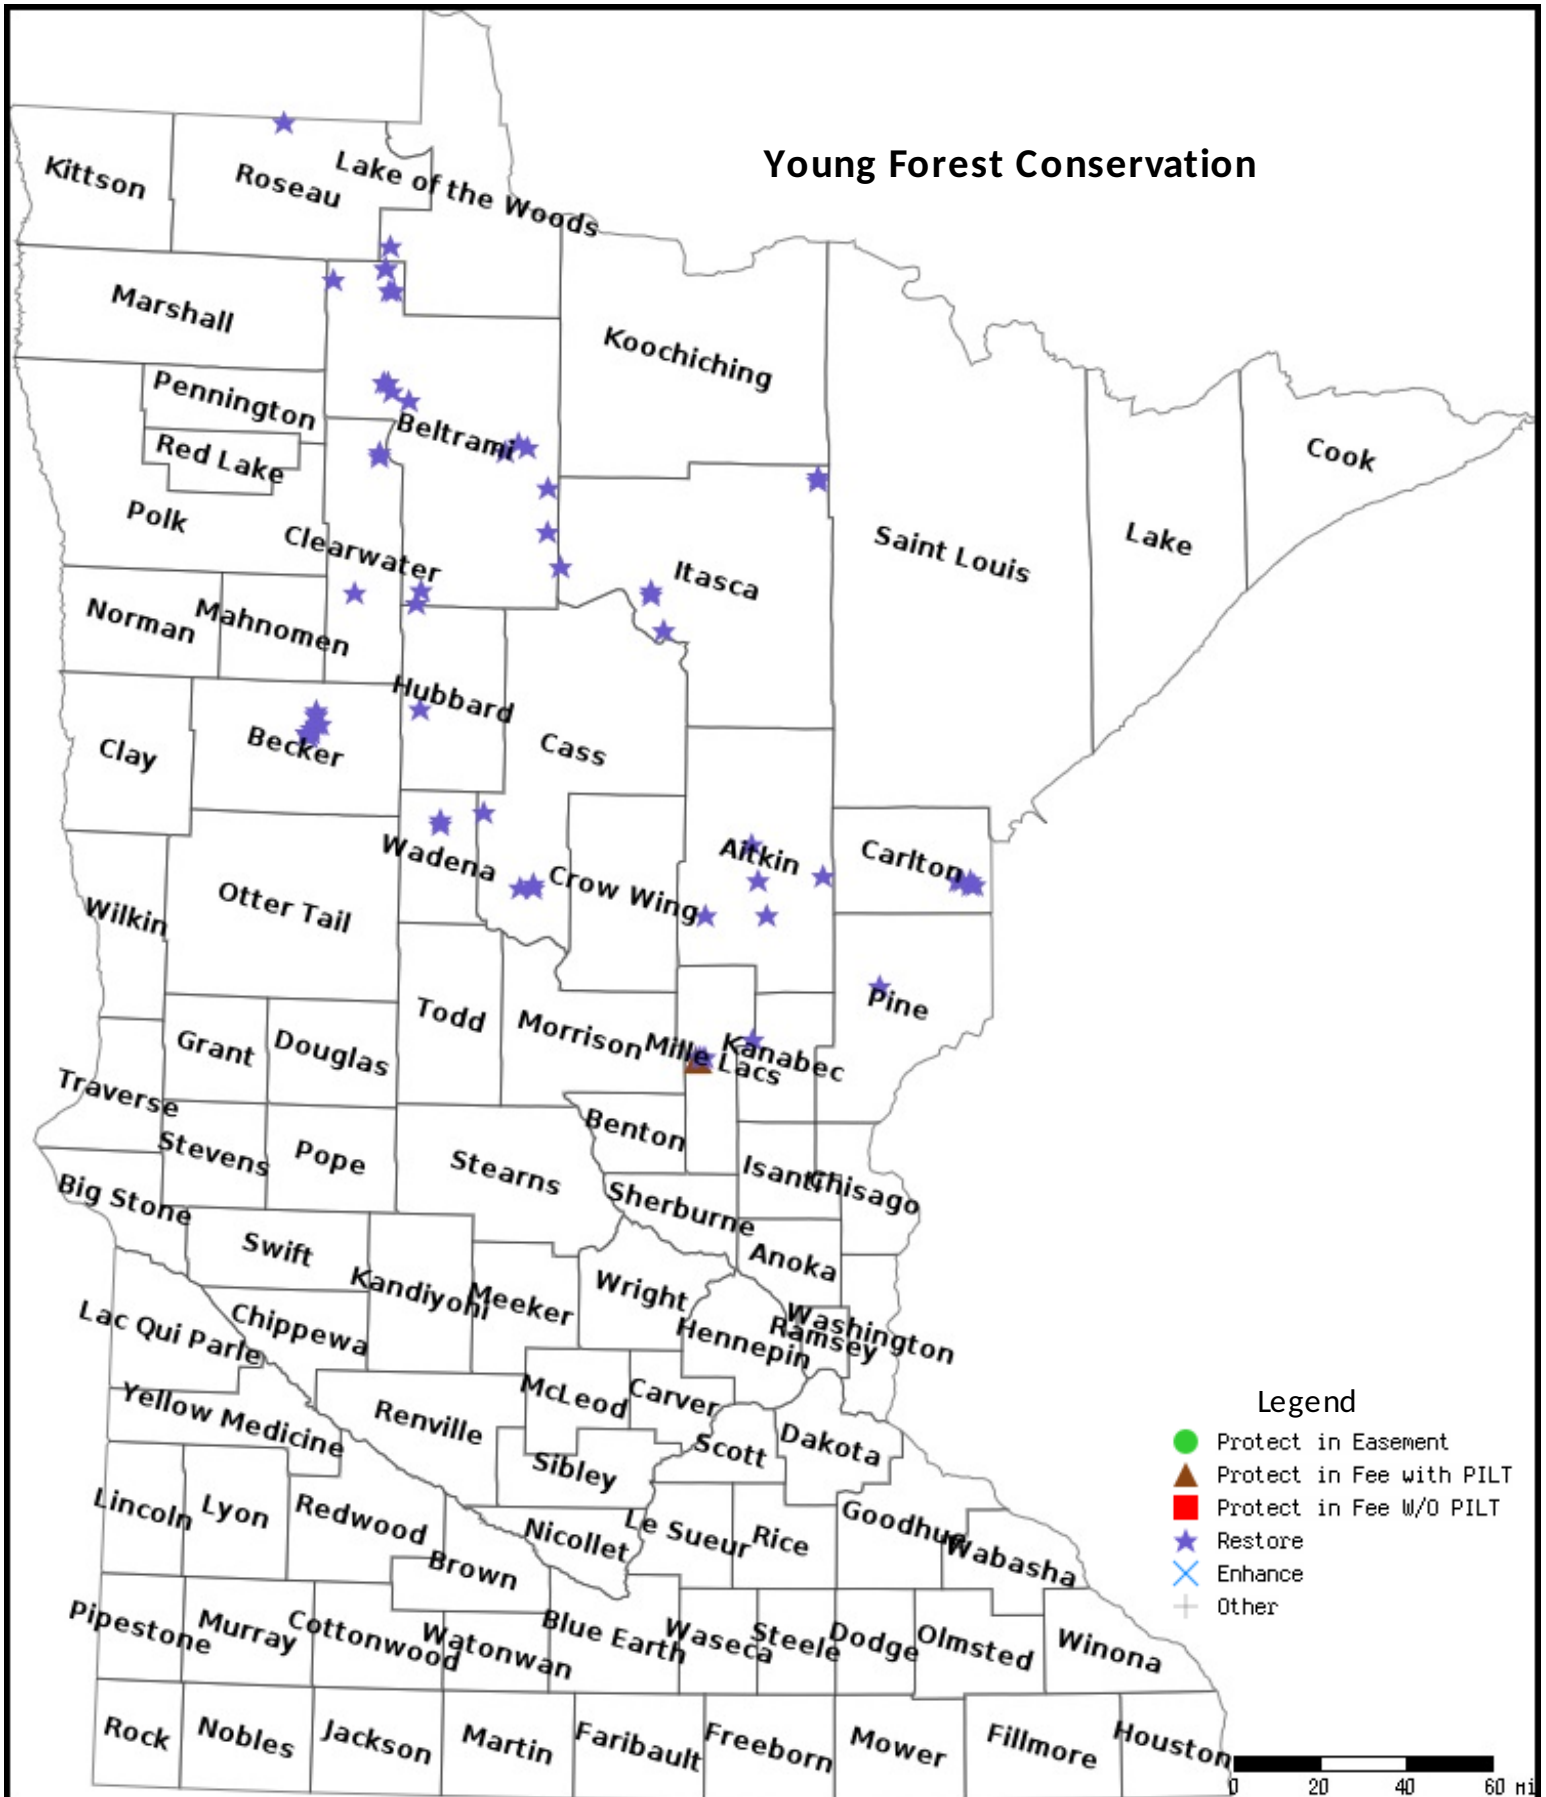 Young Forest Conservation
Lake of the Woods
Kittson
Roseau
Marshall
Koochiching
Pennington
Beltrami
Red Lake
Cook
Polk
Clearwater
Saint Louis
Lake
Itasca
Norman
Mahnomen
Hubbard
Clay
Becker
Cass
Wadena
Aitkin
Carlton
Wilkin
Otter Tail
Crow Wing
Pine
Todd
Morrison
Mille Lacs
Kanabec
Grant
Douglas
Traverse
Benton
Stevens
Pope
Stearns
Isanti
Chisago
Big Stone
Sherburne
Swift
Anoka
Kandiyohi
Meeker
Wright
Washington
Ramsey
Hennepin
Lac Qui Parle
Chippewa
McLeod
Carver
Yellow Medicine
Renville
Scott
Dakota
Sibley
Lincoln
Lyon
Redwood
Nicollet
Le Sueur
Rice
Goodhue
Wabasha
Brown
Pipestone
Murray
Cottonwood
Watonwan
Blue Earth
Waseca
Steele
Dodge
Olmsted
Winona
Rock
Nobles
Jackson
Martin
Faribault
Freeborn
Mower
Fillmore
Houston
Legend
Protect in Easement
Protect in Fee with PILT
Protect in Fee W/O PILT
Restore
Enhance
Other
0 20 40 60 mi